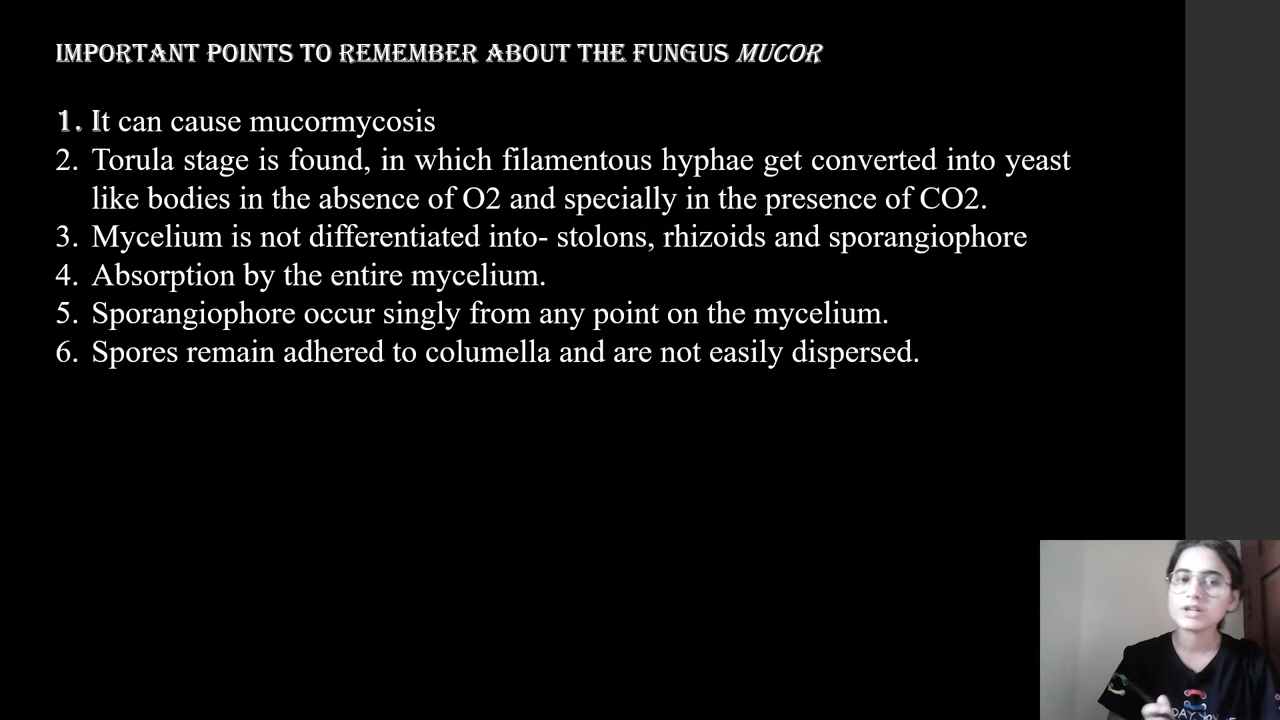 IMPORTANT POINTS TO REMEMBER ABOUT THE FUNGUS MUCOR
1. It can cause mucormycosis
2. Torula stage is found, in which filamentous hyphae get converted into yeast
like bodies in the absence of O2 and specially in the presence of CO2.
3. Mycelium is not differentiated into- stolons, rhizoids and sporangiophore
4. Absorption by the entire mycelium.
5. Sporangiophore occur singly from any point on the mycelium.
6. Spores remain adhered to columella and are not easily dispersed.